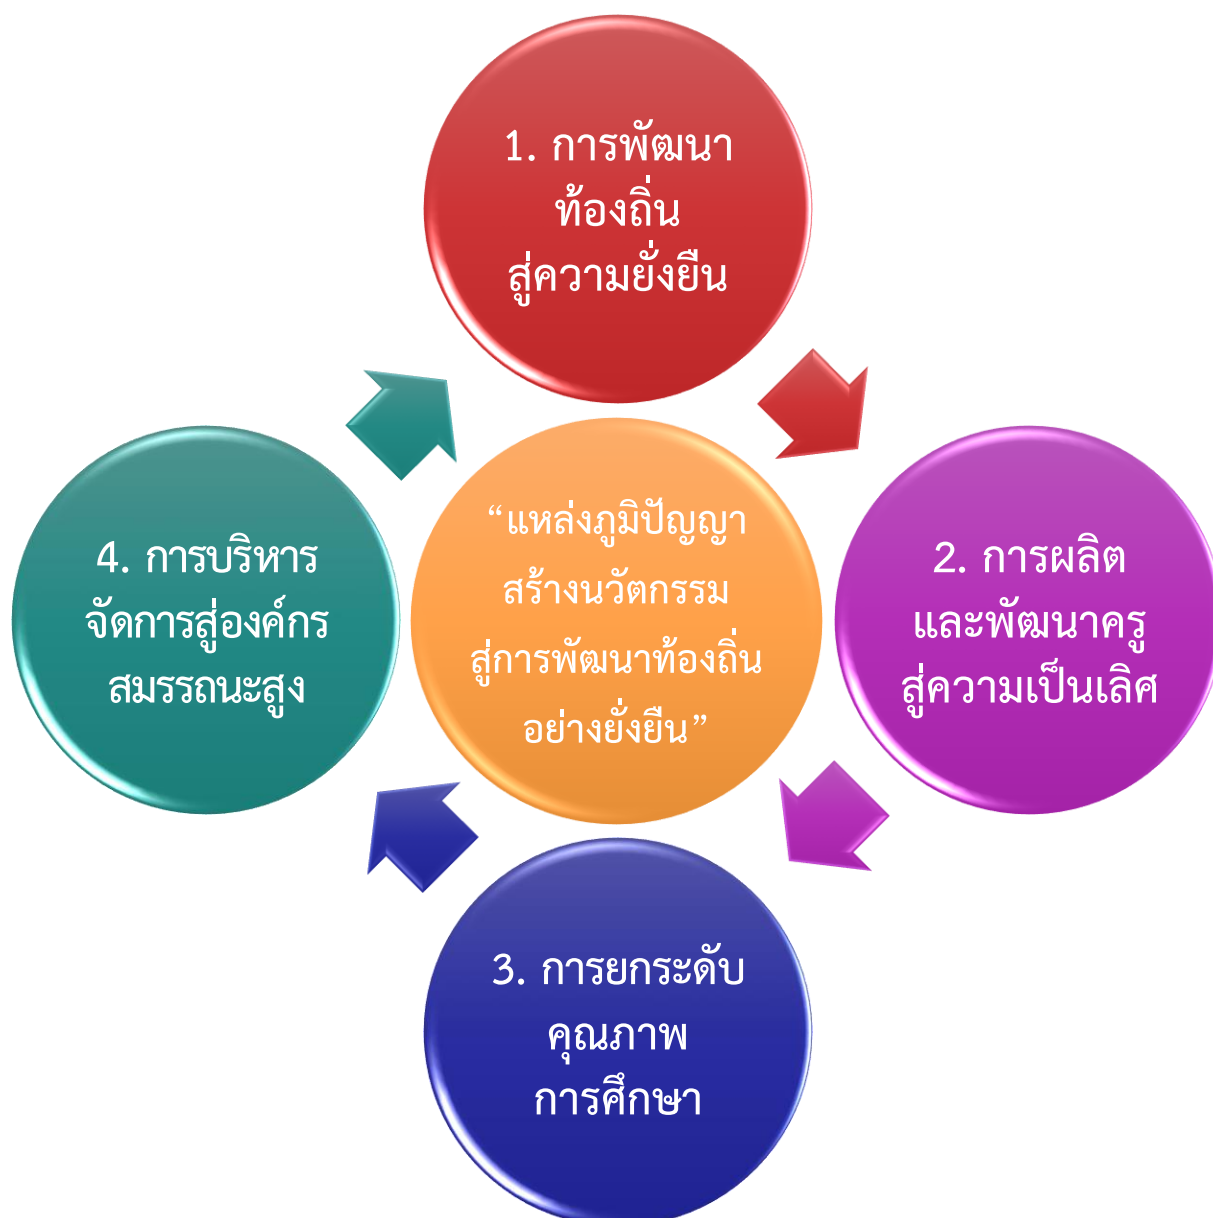 1. การพัฒนา
ท้องถิ่น
สู่ความยั่งยืน
2. การผลิต
และพัฒนาครู
สู่ความเป็นเลิศ
3. การยกระดับ
คุณภาพ
การศึกษา
4. การบริหาร
จัดการสู่องค์กร
สมรรถนะสูง
“แหล่งภูมิปัญญา
สร้างนวัตกรรม
สู่การพัฒนาท้องถิ่น
อย่างยั่งยืน”